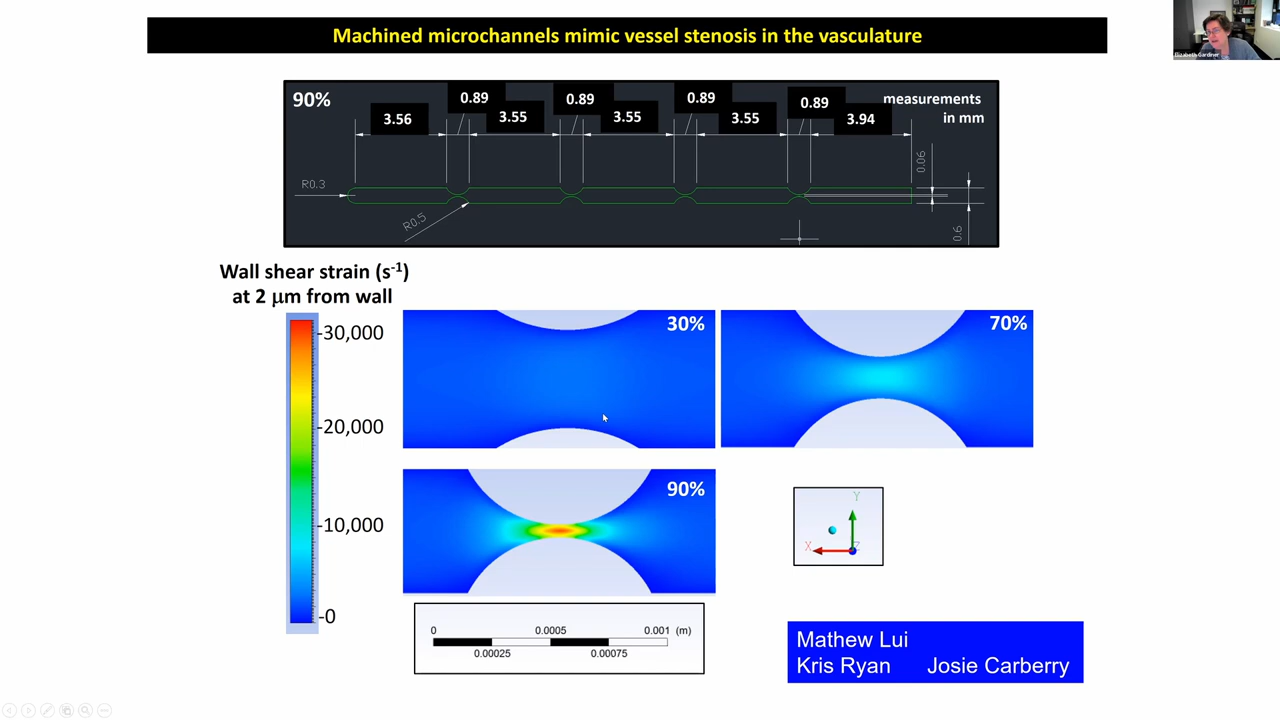 Machined microchannels mimic vessel stenosis in the vasculature
Elizabeth Gardiner
90%
0.89
0.89
0.89
0.89
measurements
in mm
3.56
3.55
3.55
3.55
3.94
R0.3
R0.5
0.06
0.6
Wall shear strain (s-1)
at 2 μm from wall
30,000
20,000
10,000
0
30%
70%
90%
Y
X
Z
0
0.0005
0.001
(m)
0.00025
0.00075
Mathew Lui
Kris Ryan
Josie Carberry